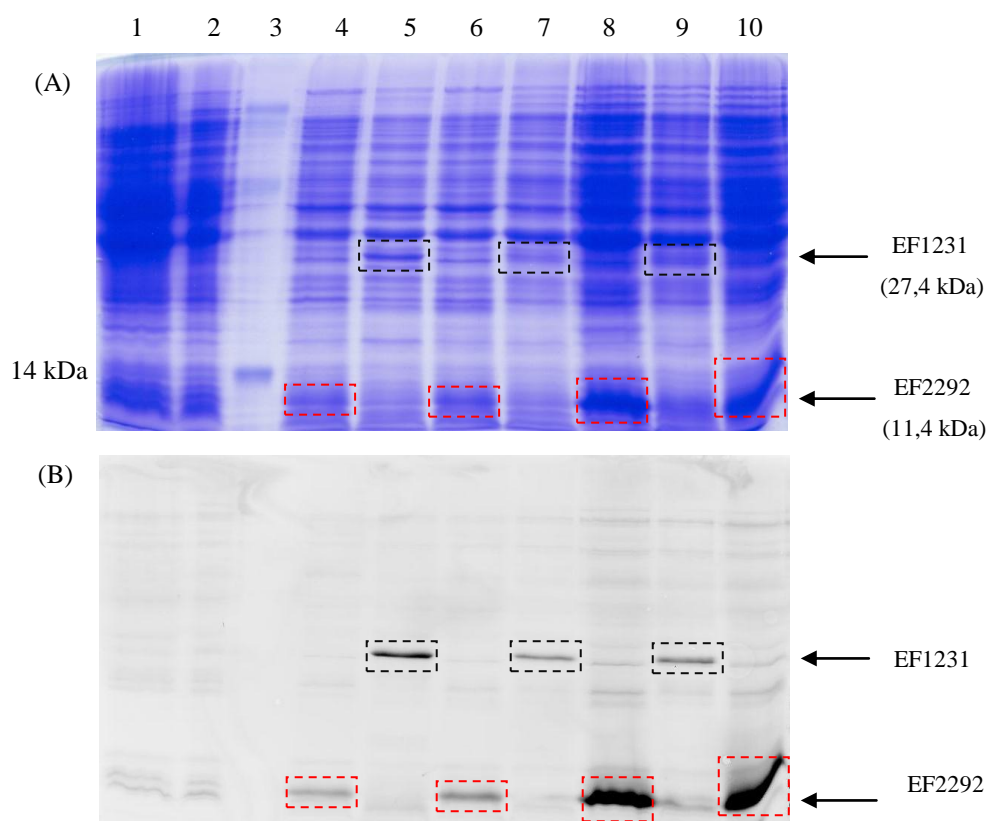 1 2 3 4 5 6 7 8 9 10
(A)
EF1231
(27,4 kDa)
14 kDa
EF2292
(11,4 kDa)
(B)
EF1231
EF2292